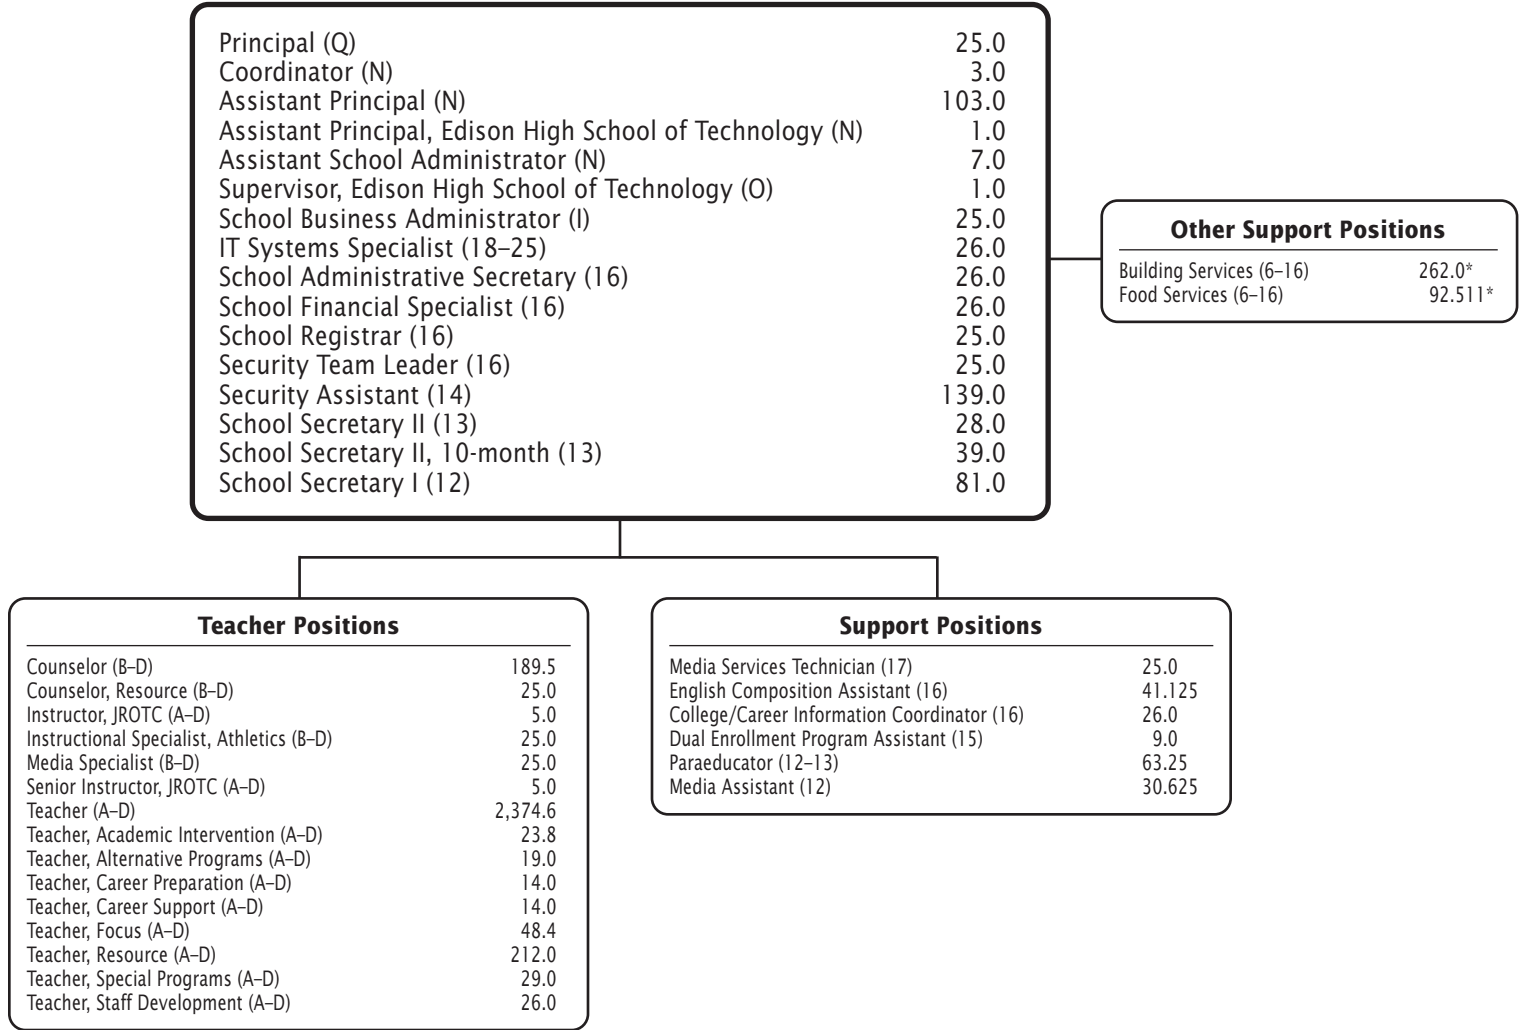 Principal (Q) 25.0
Coordinator (N) 3.0
Assistant Principal (N) 103.0
Assistant Principal, Edison High School of Technology (N) 1.0
Assistant School Administrator (N) 7.0
Supervisor, Edison High School of Technology (O) 1.0
School Business Administrator (I) 25.0
IT Systems Specialist (18–25) 26.0
School Administrative Secretary (16) 26.0
School Financial Specialist (16) 26.0
School Registrar (16) 25.0
Security Team Leader (16) 25.0
Security Assistant (14) 139.0
School Secretary II (13) 28.0
School Secretary II, 10-month (13) 39.0
School Secretary I (12) 81.0
Other Support Positions
Building Services (6–16) 262.0*
Food Services (6–16) 92.511*
Teacher Positions
Counselor (B–D) 189.5
Counselor, Resource (B–D) 25.0
Instructor, JROTC (A–D) 5.0
Instructional Specialist, Athletics (B–D) 25.0
Media Specialist (B–D) 25.0
Senior Instructor, JROTC (A–D) 5.0
Teacher (A–D) 2,374.6
Teacher, Academic Intervention (A–D) 23.8
Teacher, Alternative Programs (A–D) 19.0
Teacher, Career Preparation (A–D) 14.0
Teacher, Career Support (A–D) 14.0
Teacher, Focus (A–D) 48.4
Teacher, Resource (A–D) 212.0
Teacher, Special Programs (A–D) 29.0
Teacher, Staff Development (A–D) 26.0
Support Positions
Media Services Technician (17) 25.0
English Composition Assistant (16) 41.125
College/Career Information Coordinator (16) 26.0
Dual Enrollment Program Assistant (15) 9.0
Paraeducator (12–13) 63.25
Media Assistant (12) 30.625